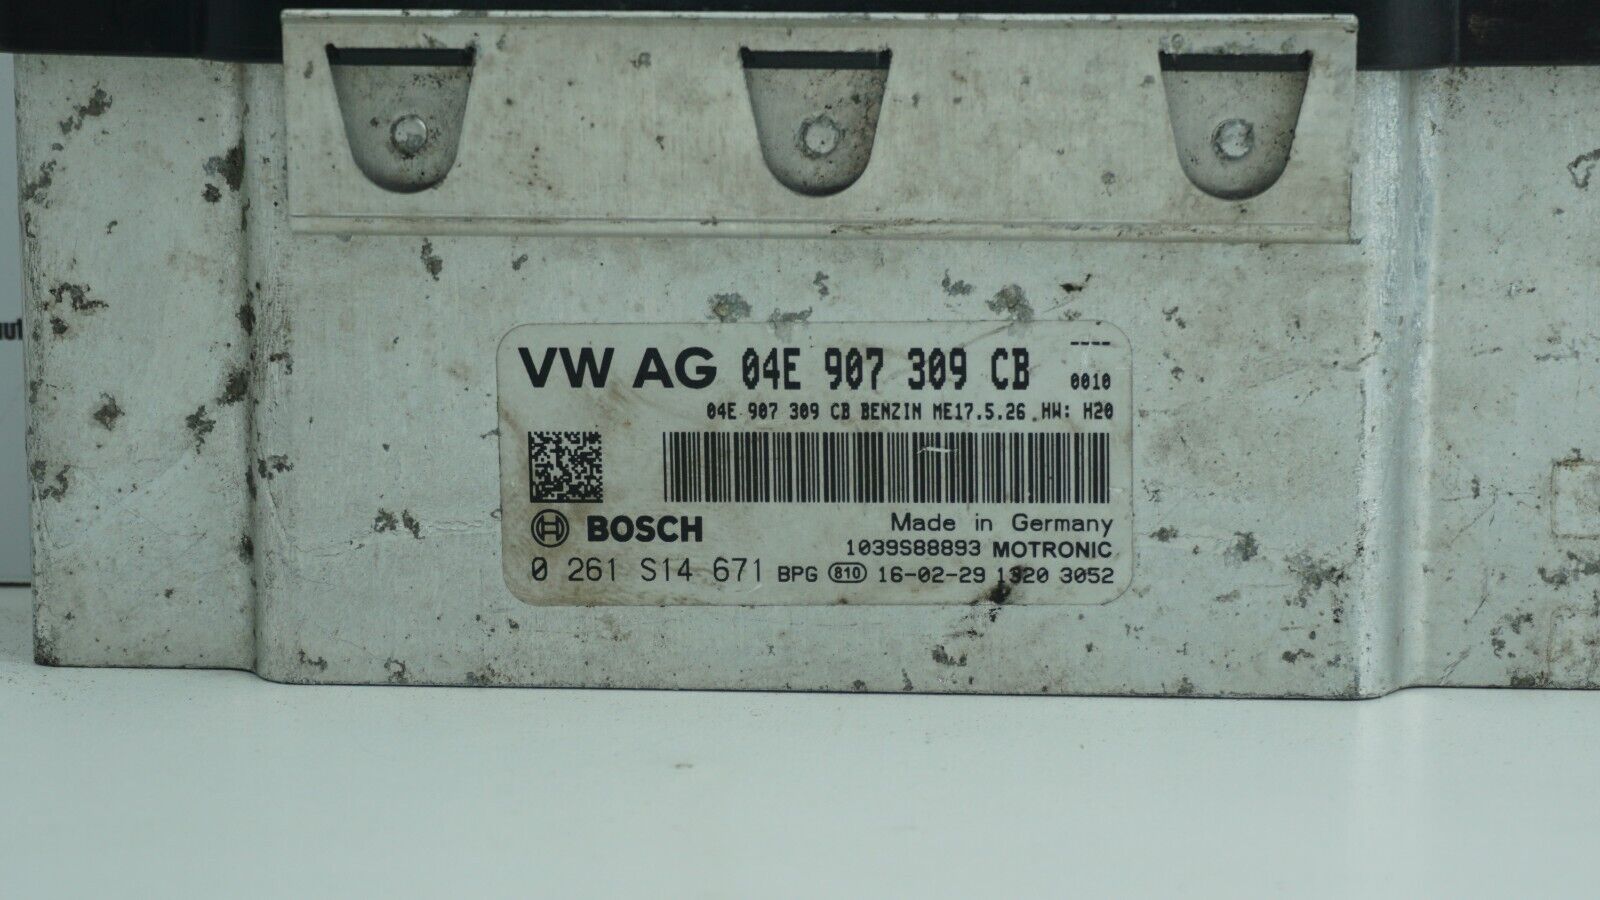 VW AG 04E 907 309 CB ----
0010
04E 907 309 CB BENZIN ME17.5.26 HW: H20
BOSCH Made in Germany
1039S88893 MOTRONIC
0 261 S14 671 BPG 810 16-02-29 1320 3052